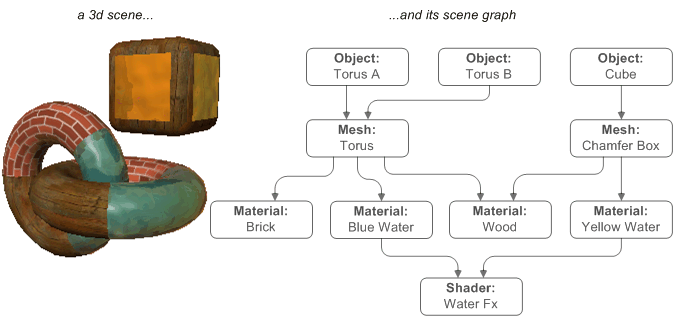 a 3d scene...
...and its scene graph
Object:
Torus A
Object:
Torus B
Object:
Cube
Mesh:
Torus
Mesh:
Chamfer Box
Material:
Brick
Material:
Blue Water
Material:
Wood
Material:
Yellow Water
Shader:
Water Fx